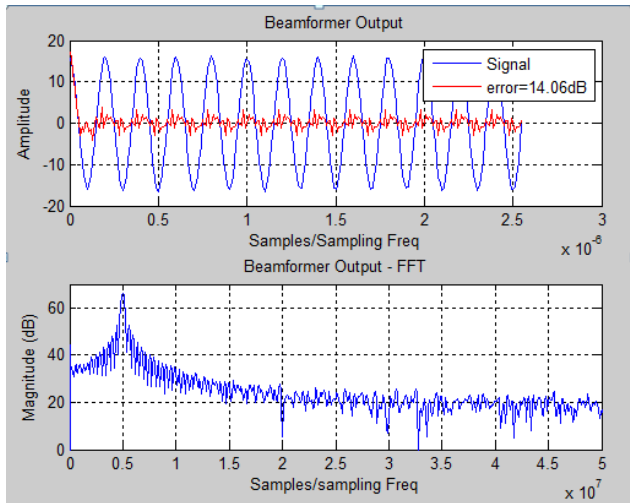 Beamformer Output
20
10
0
-10
-20
Amplitude
Signal
error=14.06dB
0 0.5 1 1.5 2 2.5 3
Samples/Sampling Freq
x 10^-6
Beamformer Output - FFT
60
40
20
0
Magnitude (dB)
0 0.5 1 1.5 2 2.5 3 3.5 4 4.5 5
Samples/sampling Freq
x 10^7